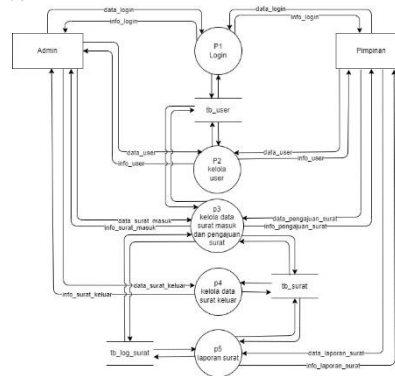 data_login
info_login
data_login
info_login
Admin
P1
Login
Pimpinan
tb_user
data_user
info_user
P2
kelola
user
data_user
info_user
p3
kelola data
surat masuk
dan pengajuan
surat
data_surat_masuk
info_surat_masuk
data_pengajuan_surat
info_pengajuan_surat
data_surat_keluar
info_surat_keluar
p4
kelola data
surat keluar
tb_surat
tb_log_surat
p5
laporan surat
data_laporan_surat
info_laporan_surat